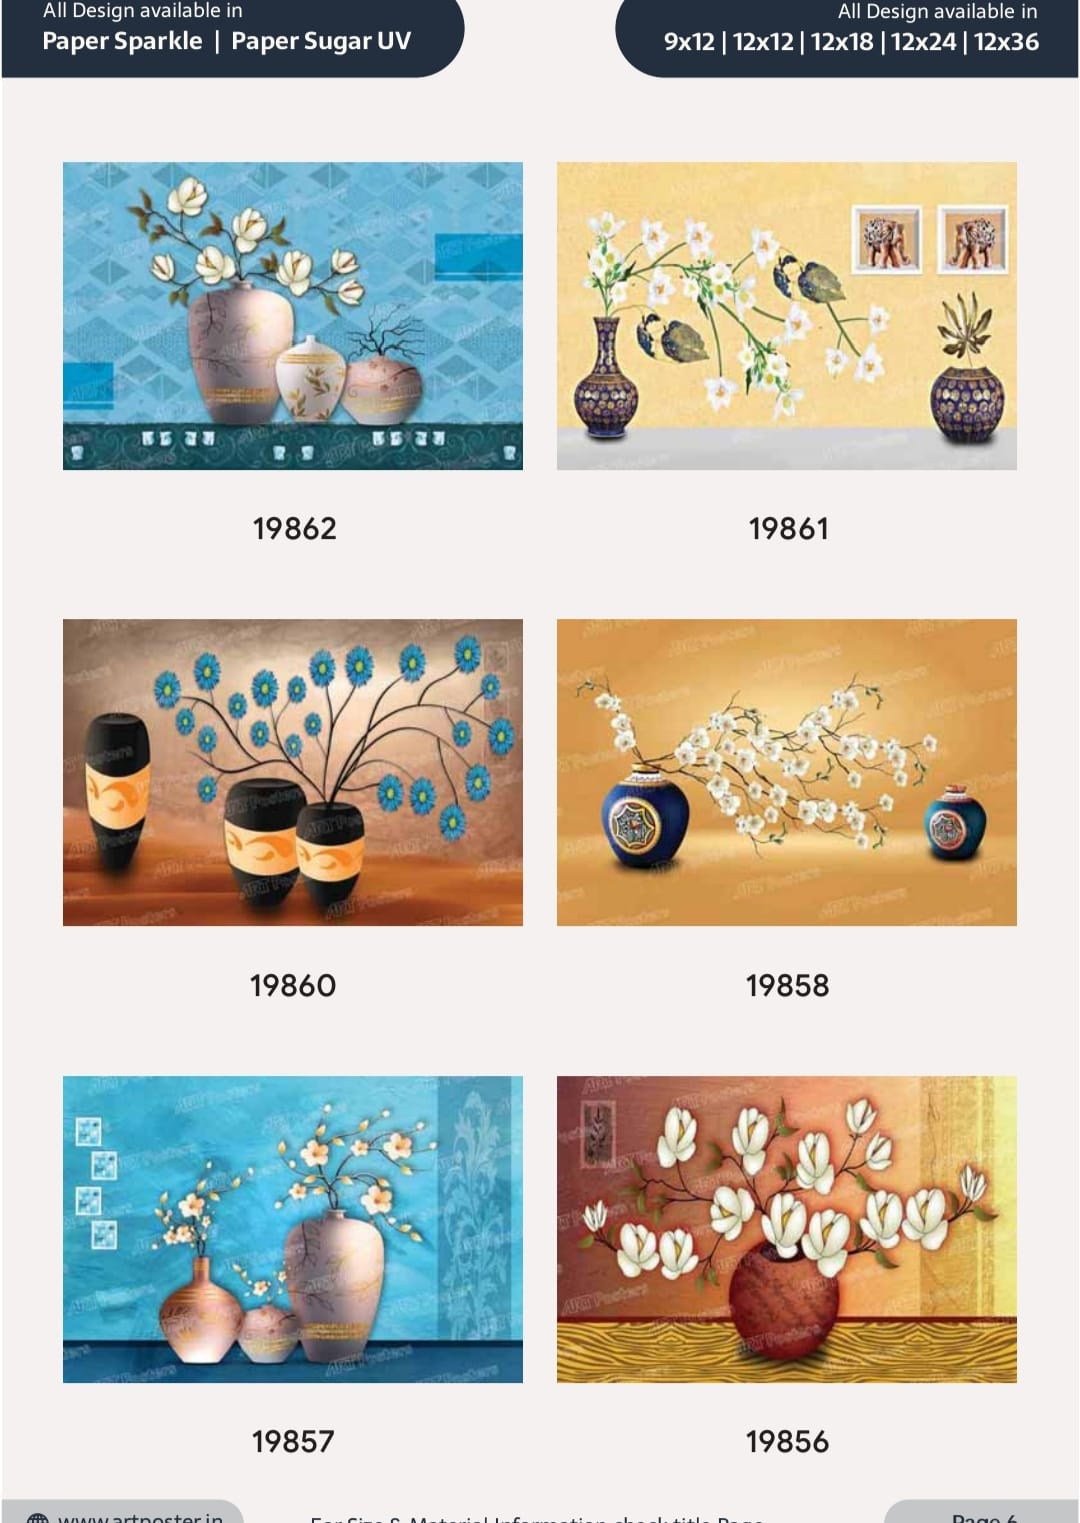 All Design available in
Paper Sparkle | Paper Sugar UV
All Design available in
9x12 | 12x12 | 12x18 | 12x24 | 12x36
19862
19861
19860
19858
19857
19856
www.artposter.in
For Size & Material Information check title Page
Page 6